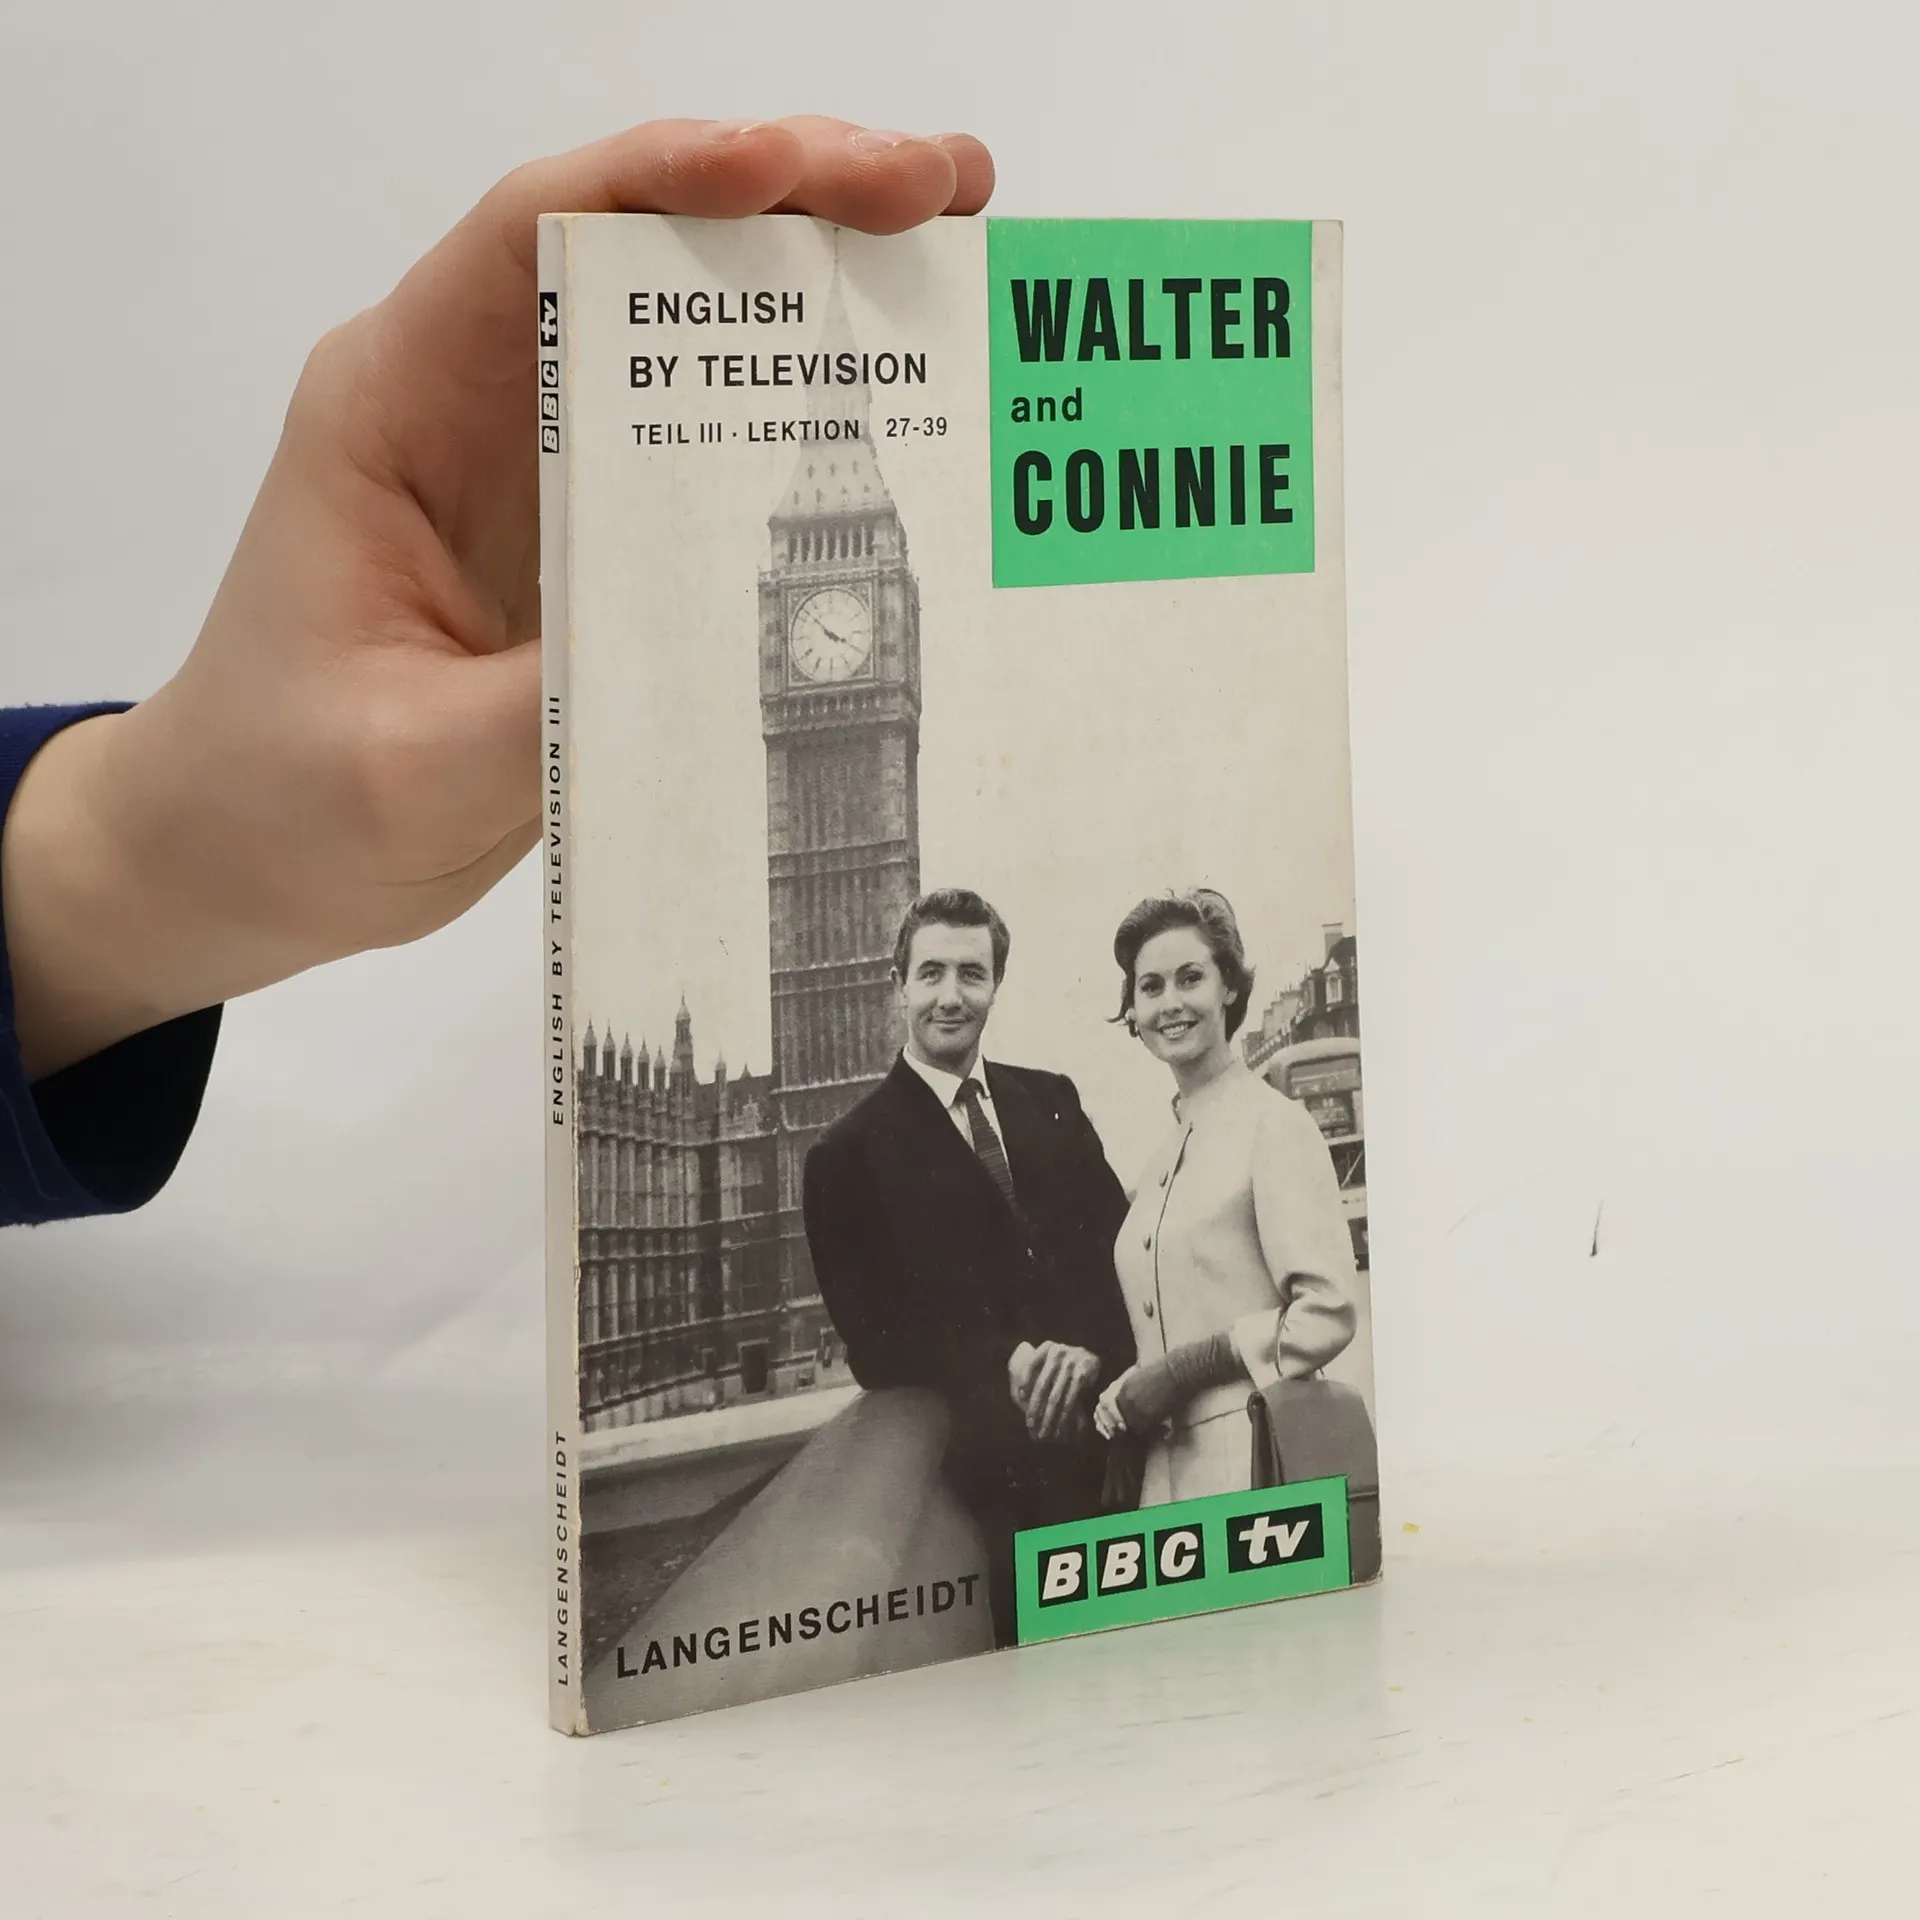 ENGLISH
BY TELEVISION
TEIL III · LEKTION 27-39
WALTER
and
CONNIE
LANGENSCHEIDT
BBC tv
BBC tv
ENGLISH BY TELEVISION III
LANGENSCHEIDT